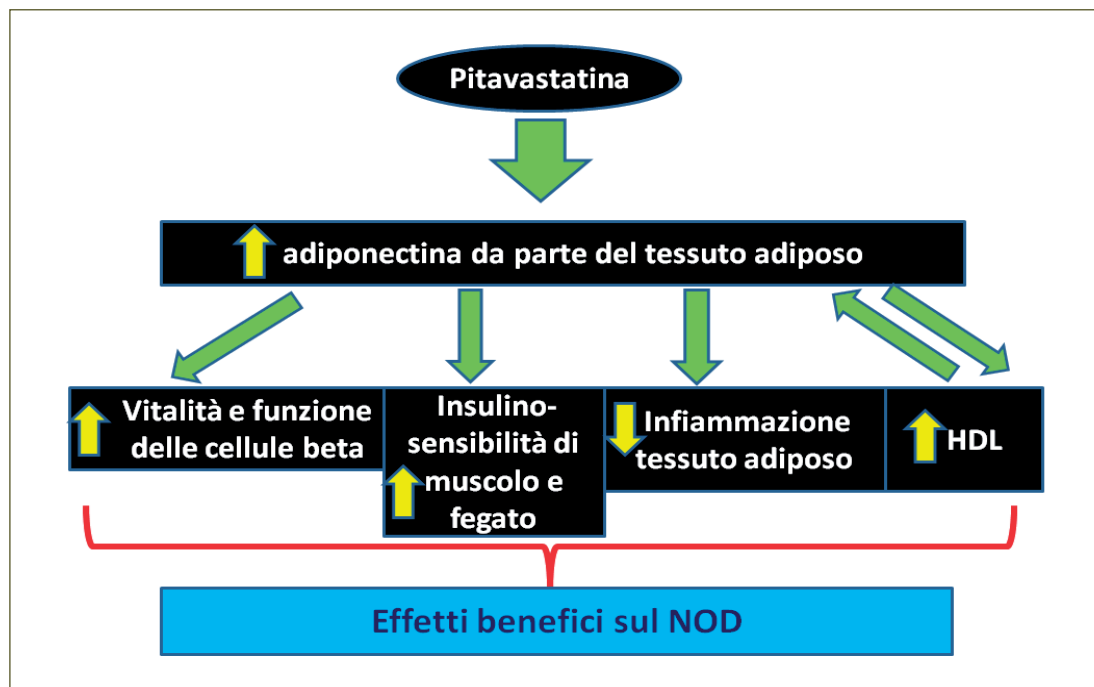 Pitavastatina
adiponectina da parte del tessuto adiposo
Vitalità e funzione
delle cellule beta
Insulino-
sensibilità di
muscolo e
fegato
Infiammazione
tessuto adiposo
HDL
Effetti benefici sul NOD